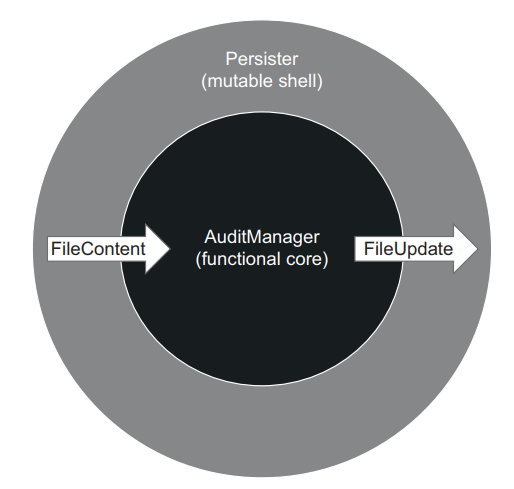 Persister
(mutable shell)
FileContent
AuditManager
(functional core)
FileUpdate